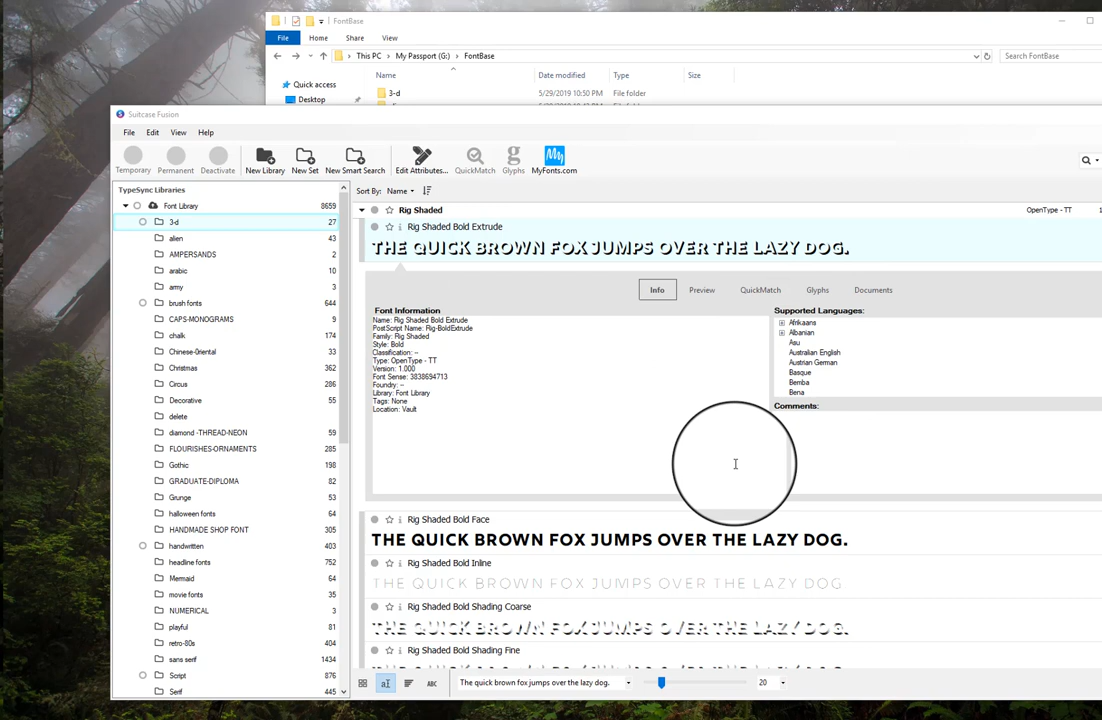 FontBase
File Home Share View
This PC > My Passport (G:) > FontBase
Search FontBase
Quick access
Name Date modified Type Size
3-d 5/29/2019 10:50 PM File folder
Desktop
Suitcase Fusion
File Edit View Help
Temporary Permanent Deactivate New Library New Set New Smart Search Edit Attributes... QuickMatch Glyphs MyFonts.com
TypeSync Libraries
Font Library 8659
3-d 27
alien 43
AMPERSANDS 2
arabic 10
army 3
brush fonts 644
CAPS-MONOGRAMS 9
chalk 174
Chinese-0riental 33
Christmas 362
Circus 286
Decorative 55
delete
diamond -THREAD-NEON 59
FLOURISHES-ORNAMENTS 285
Gothic 198
GRADUATE-DIPLOMA 82
Grunge 53
halloween fonts 64
HANDMADE SHOP FONT 305
handwritten 403
headline fonts 752
Mermaid 64
movie fonts 35
NUMERICAL 3
playful 81
retro-80s 404
sans serif 1434
Script 876
Serif 445
Sort By: Name
Rig Shaded OpenType - TT
Rig Shaded Bold Extrude
THE QUICK BROWN FOX JUMPS OVER THE LAZY DOG.
Info Preview QuickMatch Glyphs Documents
Font Information
Name: Rig Shaded Bold Extrude
PostScript Name: Rig-BoldExtrude
Family: Rig Shaded
Style: Bold
Classification: --
Type: OpenType - TT
Version: 1.000
Font Sense: 3838694713
Foundry: --
Library: Font Library
Tags: None
Location: Vault
Supported Languages:
Afrikaans
Albanian
Asu
Australian English
Austrian German
Basque
Bemba
Bena
Comments:
Rig Shaded Bold Face
THE QUICK BROWN FOX JUMPS OVER THE LAZY DOG.
Rig Shaded Bold Inline
THE QUICK BROWN FOX JUMPS OVER THE LAZY DOG
Rig Shaded Bold Shading Coarse
THE QUICK BROWN FOX JUMPS OVER THE LAZY DOG.
Rig Shaded Bold Shading Fine
aI ABC The quick brown fox jumps over the lazy dog. 20